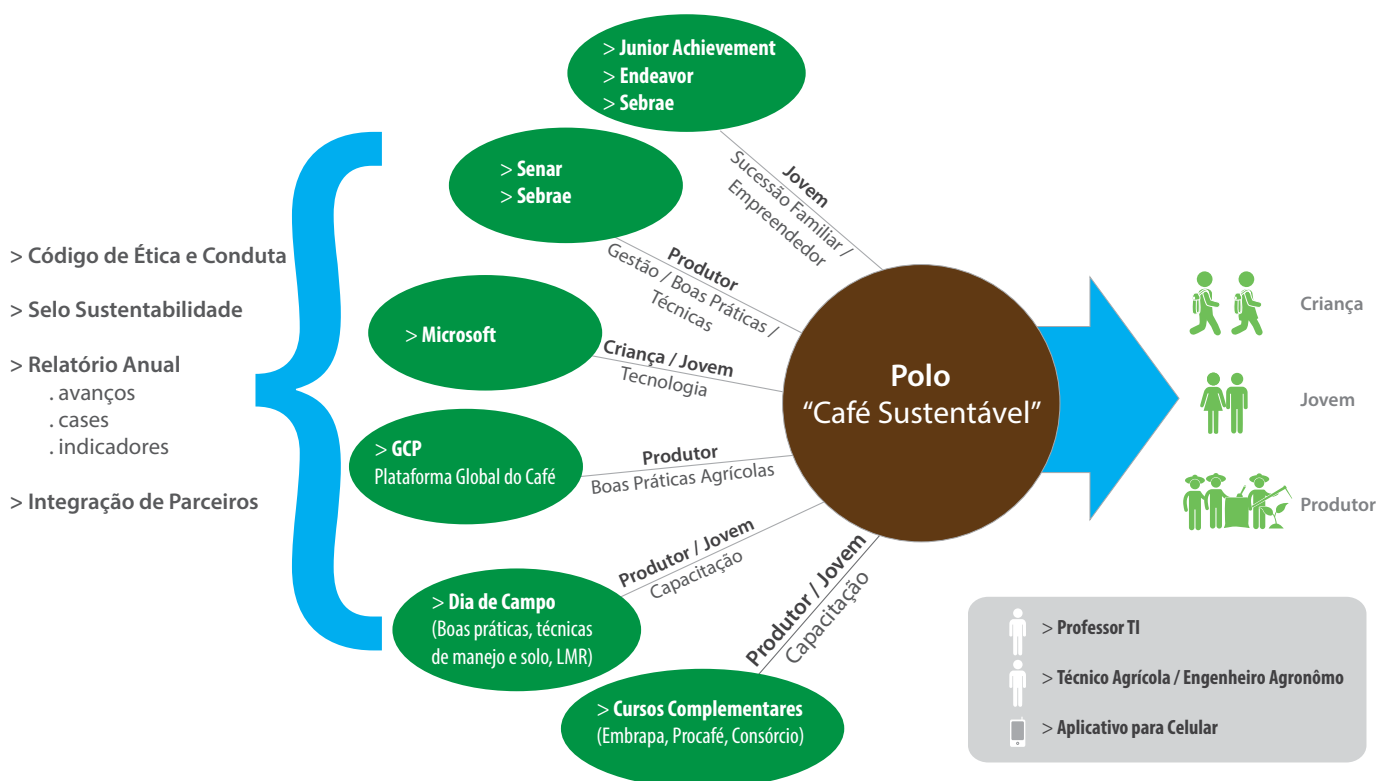 > Junior Achievement
> Endeavor
> Sebrae
Jovem
Sucessão Familiar /
Empreendedor
> Senar
> Sebrae
Produtor
Gestão / Boas Práticas /
Técnicas
> Código de Ética e Conduta
> Selo Sustentabilidade
> Relatório Anual
. avanços
. cases
. indicadores
> Integração de Parceiros
> Microsoft
Criança / Jovem
Tecnologia
> GCP
Plataforma Global do Café
Produtor
Boas Práticas Agrícolas
> Dia de Campo
(Boas práticas, técnicas
de manejo e solo, LMR)
Produtor / Jovem
Capacitação
> Cursos Complementares
(Embrapa, Procafé, Consórcio)
Produtor / Jovem
Capacitação
Polo
“Café Sustentável”
Criança
Jovem
Produtor
> Professor TI
> Técnico Agrícola / Engenheiro Agronômo
> Aplicativo para Celular